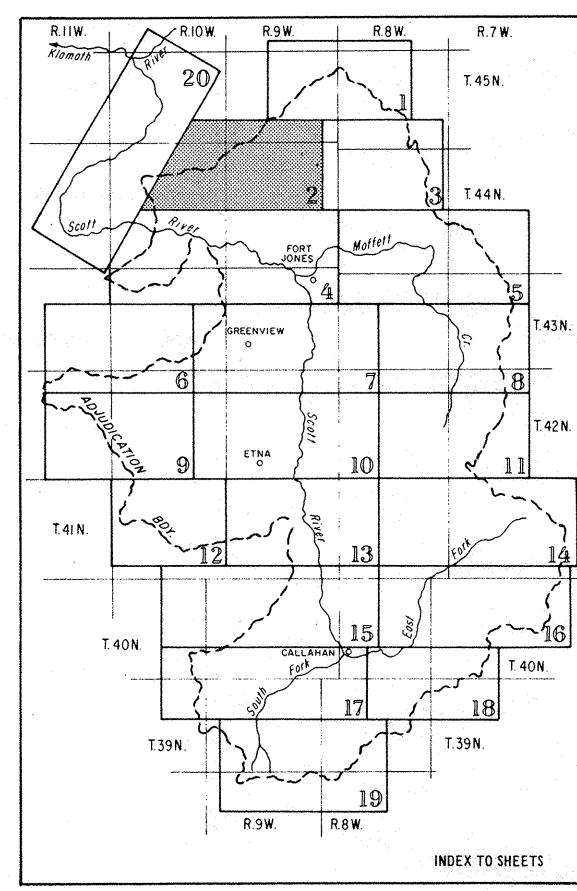 R.11W. R.10W. R.9W. R.8W. R.7W.
Klamath River
20
T.45N.
1
2
3
T.44N.
Scott River
FORT JONES
Moffett
4
5
GREENVIEW
T.43N.
Cr.
6
7
8
ADJUDICATION
Scott
T.42N.
ETNA
9
10
11
T.41N.
BDY.
River
Fork
12
13
14
East
T.40N.
15
16
CALLAHAN
South Fork
T.40N.
17
18
T.39N.
T.39N.
19
R.9W. R.8W.
INDEX TO SHEETS